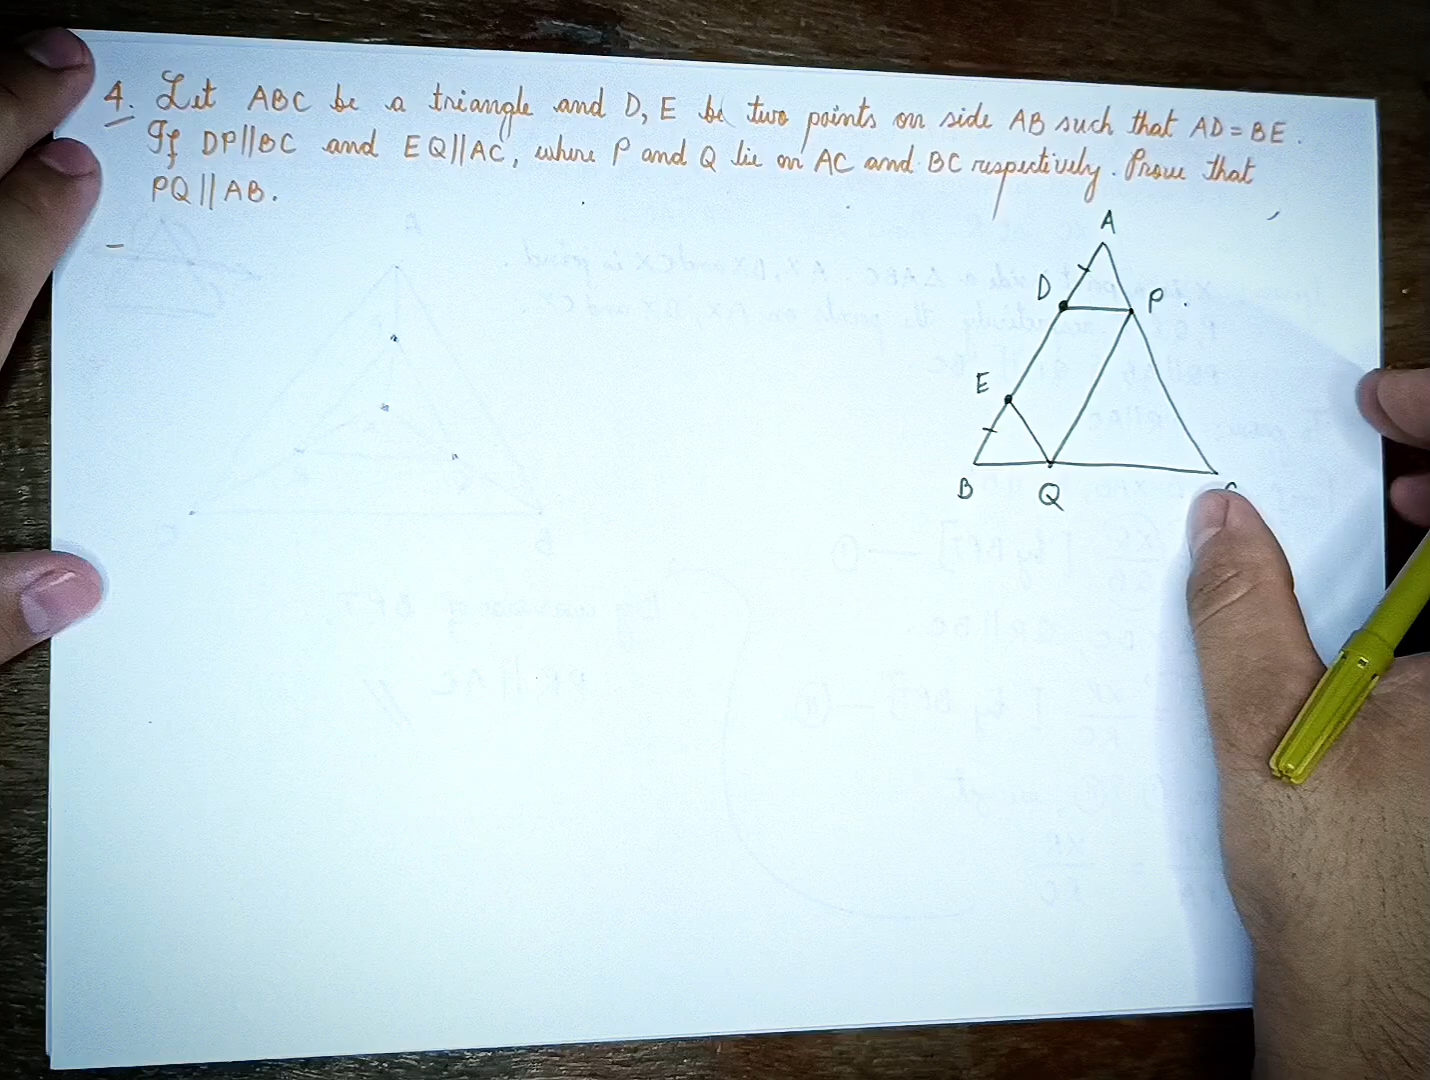 4. Let ABC be a triangle and D, E be two points on side AB such that AD = BE.
If DP||BC and EQ||AC, where P and Q lie on AC and BC respectively. Prove that
PQ || AB.
A
D
P
E
B
Q